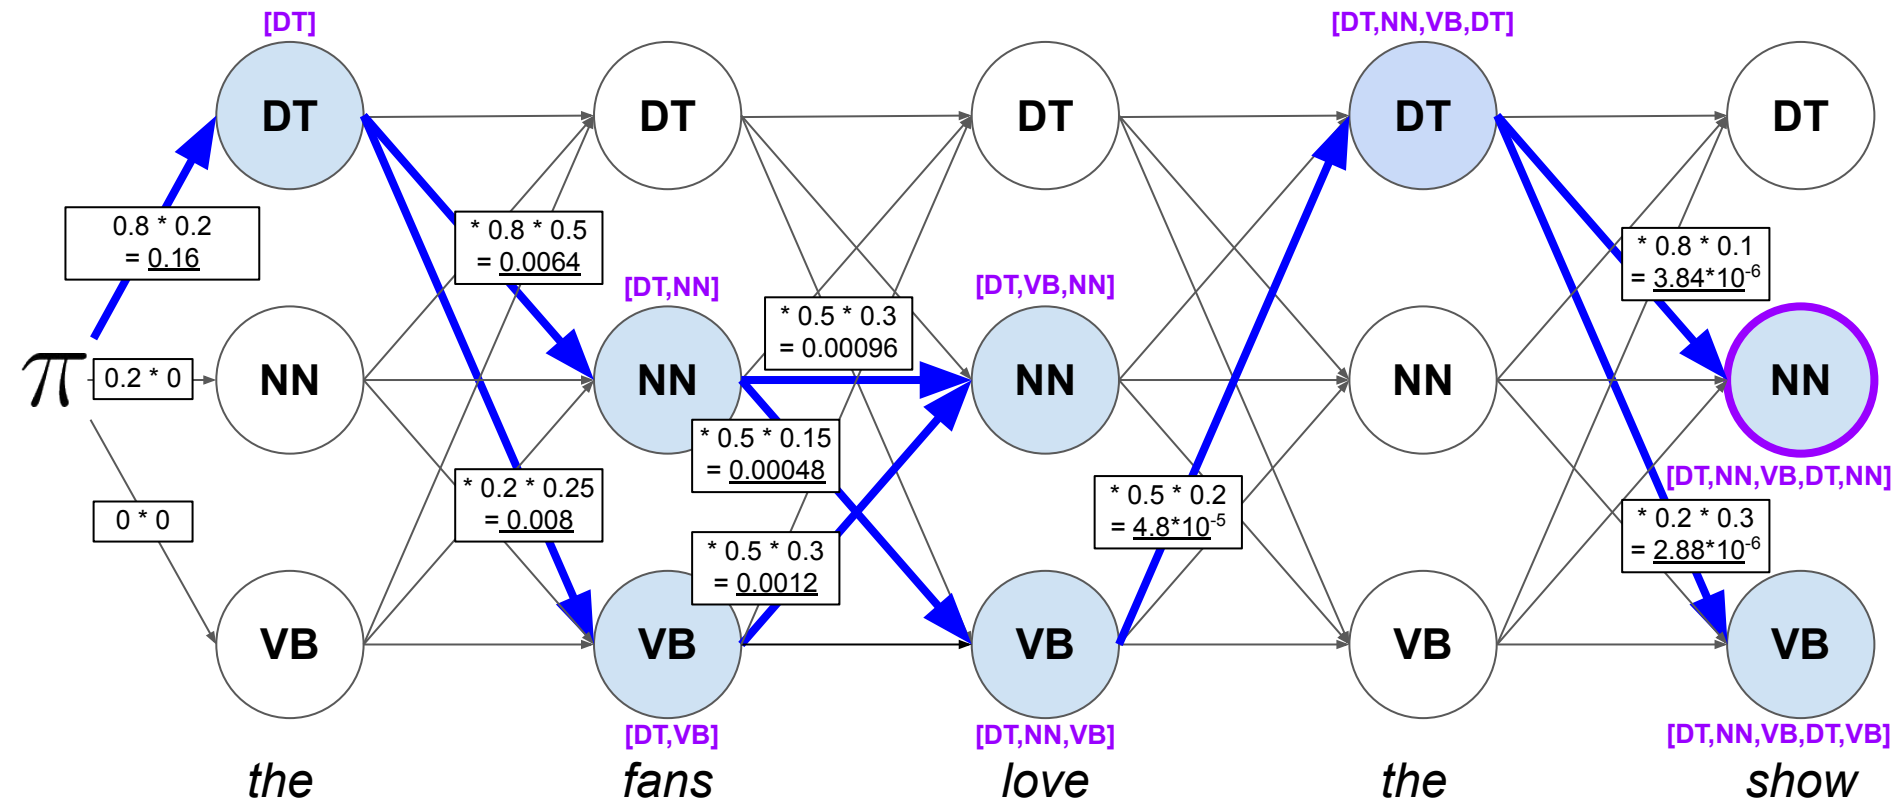 [DT]
[DT,NN,VB,DT]
DT
DT
DT
DT
DT
0.8 * 0.2
= 0.16
* 0.8 * 0.5
= 0.0064
* 0.8 * 0.1
= 3.84*10-6
[DT,NN]
[DT,VB,NN]
* 0.5 * 0.3
= 0.00096
π
0.2 * 0
NN
NN
NN
NN
NN
* 0.5 * 0.15
= 0.00048
[DT,NN,VB,DT,NN]
0 * 0
* 0.2 * 0.25
= 0.008
* 0.5 * 0.2
= 4.8*10-5
* 0.2 * 0.3
= 2.88*10-6
* 0.5 * 0.3
= 0.0012
VB
VB
VB
VB
VB
[DT,VB]
[DT,NN,VB]
[DT,NN,VB,DT,VB]
the
fans
love
the
show